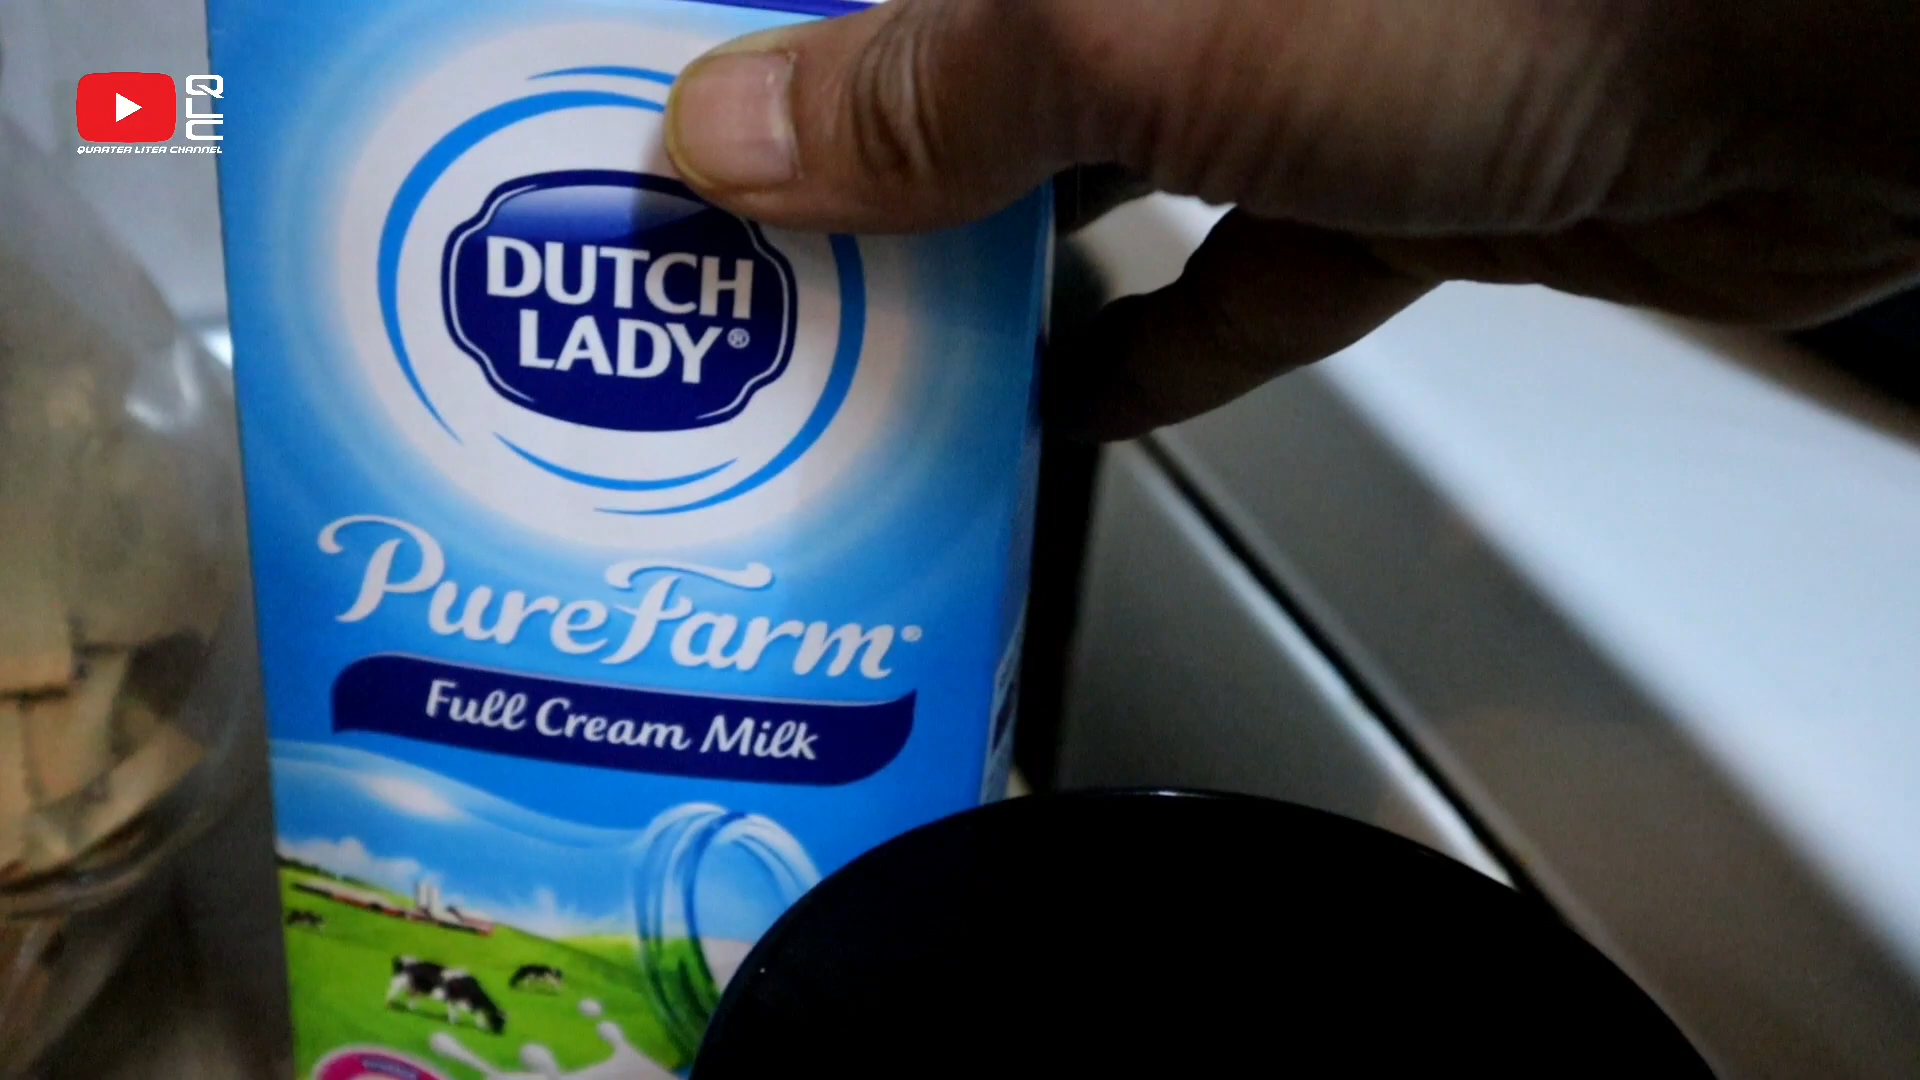 QLC
QUARTER LITER CHANNEL
DUTCH
LADY®
PureFarm®
Full Cream Milk